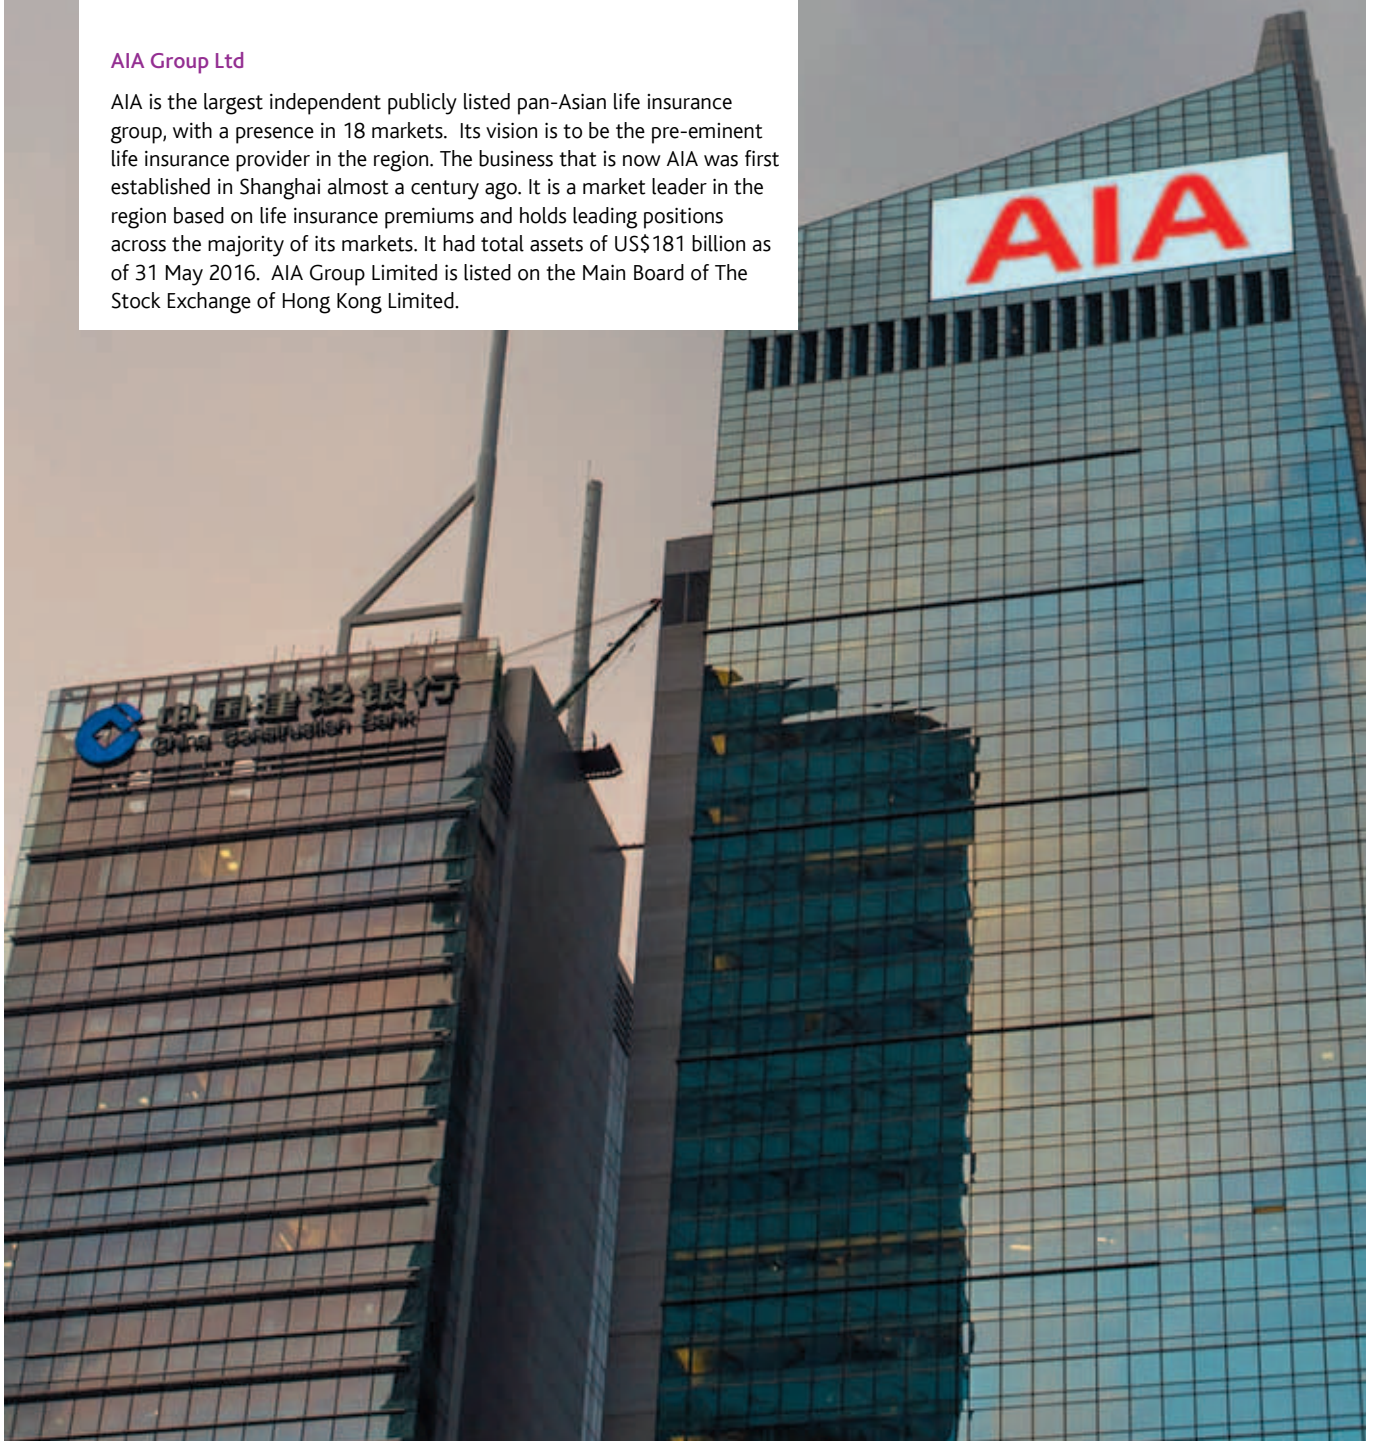 AIA Group Ltd
AIA is the largest independent publicly listed pan-Asian life insurance
group, with a presence in 18 markets.  Its vision is to be the pre-eminent
life insurance provider in the region. The business that is now AIA was first
established in Shanghai almost a century ago. It is a market leader in the
region based on life insurance premiums and holds leading positions
across the majority of its markets. It had total assets of US$181 billion as
of 31 May 2016.  AIA Group Limited is listed on the Main Board of The
Stock Exchange of Hong Kong Limited.
AIA
中国建设银行
China Construction Bank